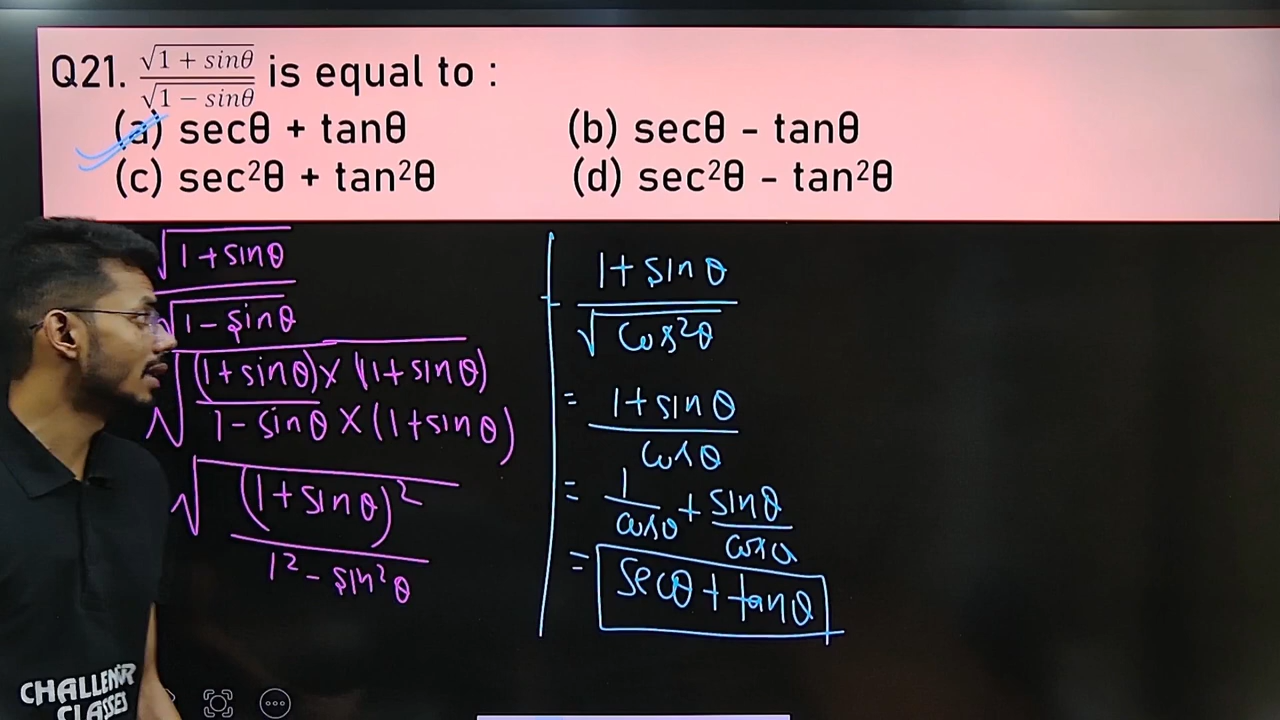 Q21. √1 + sinθ / √1 − sinθ is equal to :
(a) secθ + tanθ (b) secθ - tanθ
(c) sec²θ + tan²θ (d) sec²θ - tan²θ
√1+sinθ
√1-sinθ
√(1+sinθ)×(1+sinθ)
1-sinθ×(1+sinθ)
√(1+sinθ)²
1²-sin²θ
1+sinθ
√cos²θ
= 1+sinθ
cosθ
= 1/cosθ + sinθ/cosθ
= secθ+tanθ
CHALLENGR
CLASSES